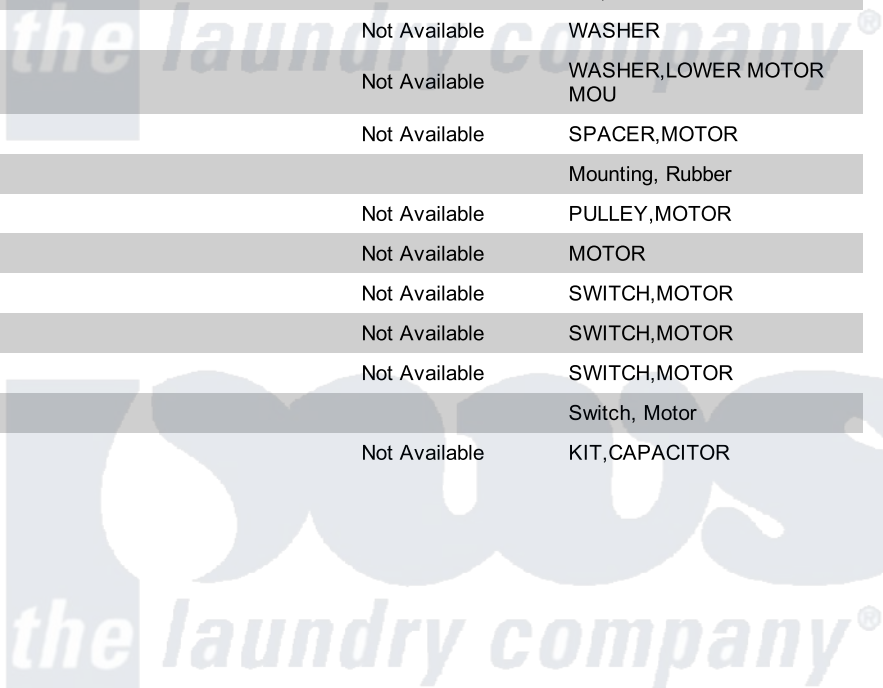 the laundry company®
Not Available WASHER
Not Available WASHER,LOWER MOTOR
MOU
Not Available SPACER,MOTOR
Mounting, Rubber
Not Available PULLEY,MOTOR
Not Available MOTOR
Not Available SWITCH,MOTOR
Not Available SWITCH,MOTOR
Not Available SWITCH,MOTOR
Switch, Motor
Not Available KIT,CAPACITOR
the laundry company®